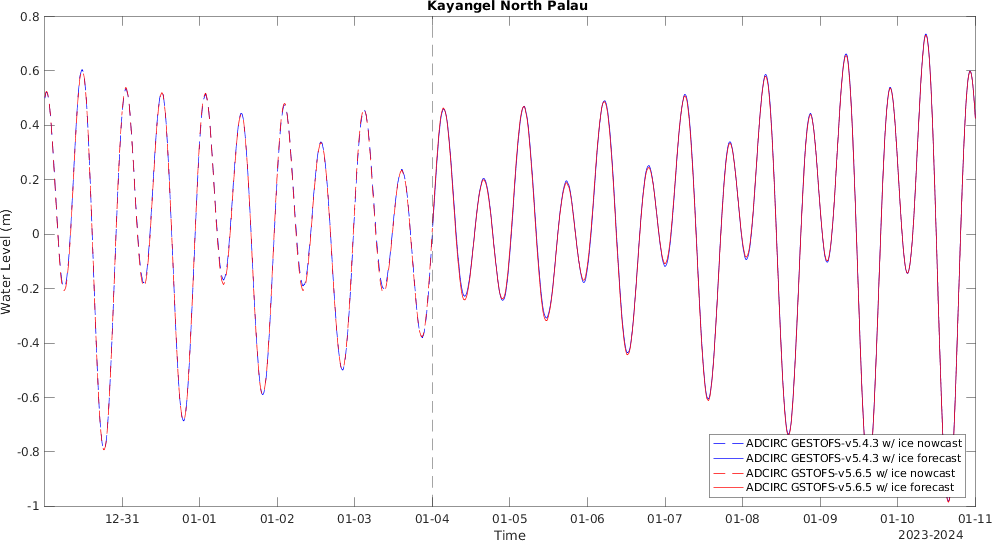 Kayangel North Palau
Water Level (m)
0.8
0.6
0.4
0.2
0
-0.2
-0.4
-0.6
-0.8
-1
ADCIRC GESTOFS-v5.4.3 w/ ice nowcast
ADCIRC GESTOFS-v5.4.3 w/ ice forecast
ADCIRC GSTOFS-v5.6.5 w/ ice nowcast
ADCIRC GSTOFS-v5.6.5 w/ ice forecast
12-31 01-01 01-02 01-03 01-04 01-05 01-06 01-07 01-08 01-09 01-10 01-11
Time
2023-2024